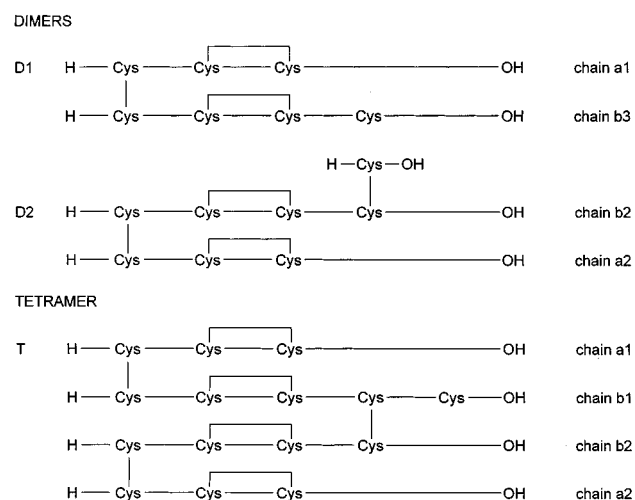 DIMERS
D1 H Cys Cys Cys OH chain a1
H Cys Cys Cys Cys OH chain b3
H Cys OH
D2 H Cys Cys Cys Cys OH chain b2
H Cys Cys Cys OH chain a2
TETRAMER
T H Cys Cys Cys OH chain a1
H Cys Cys Cys Cys Cys OH chain b1
H Cys Cys Cys Cys OH chain b2
H Cys Cys Cys OH chain a2